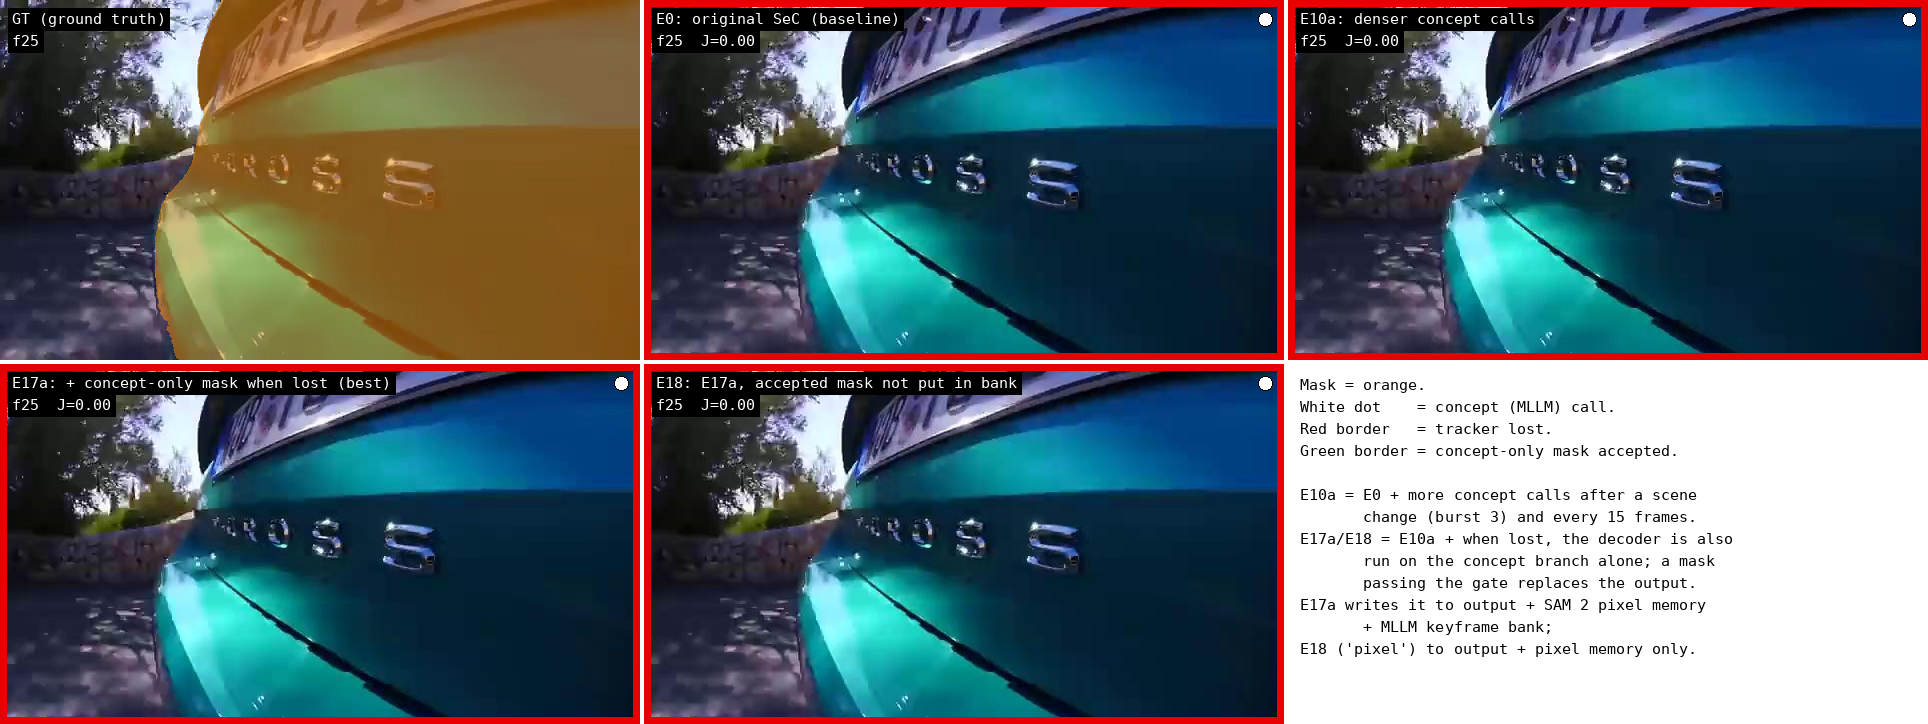 GT (ground truth)
f25
ROSS
E0: original SeC (baseline)
f25 J=0.00
ROSS
E10a: denser concept calls
f25 J=0.00
ROSS
E17a: + concept-only mask when lost (best)
f25 J=0.00
ROSS
E18: E17a, accepted mask not put in bank
f25 J=0.00
ROSS
Mask = orange.
White dot = concept (MLLM) call.
Red border = tracker lost.
Green border = concept-only mask accepted.
E10a = E0 + more concept calls after a scene
change (burst 3) and every 15 frames.
E17a/E18 = E10a + when lost, the decoder is also
run on the concept branch alone; a mask
passing the gate replaces the output.
E17a writes it to output + SAM 2 pixel memory
+ MLLM keyframe bank;
E18 ('pixel') to output + pixel memory only.